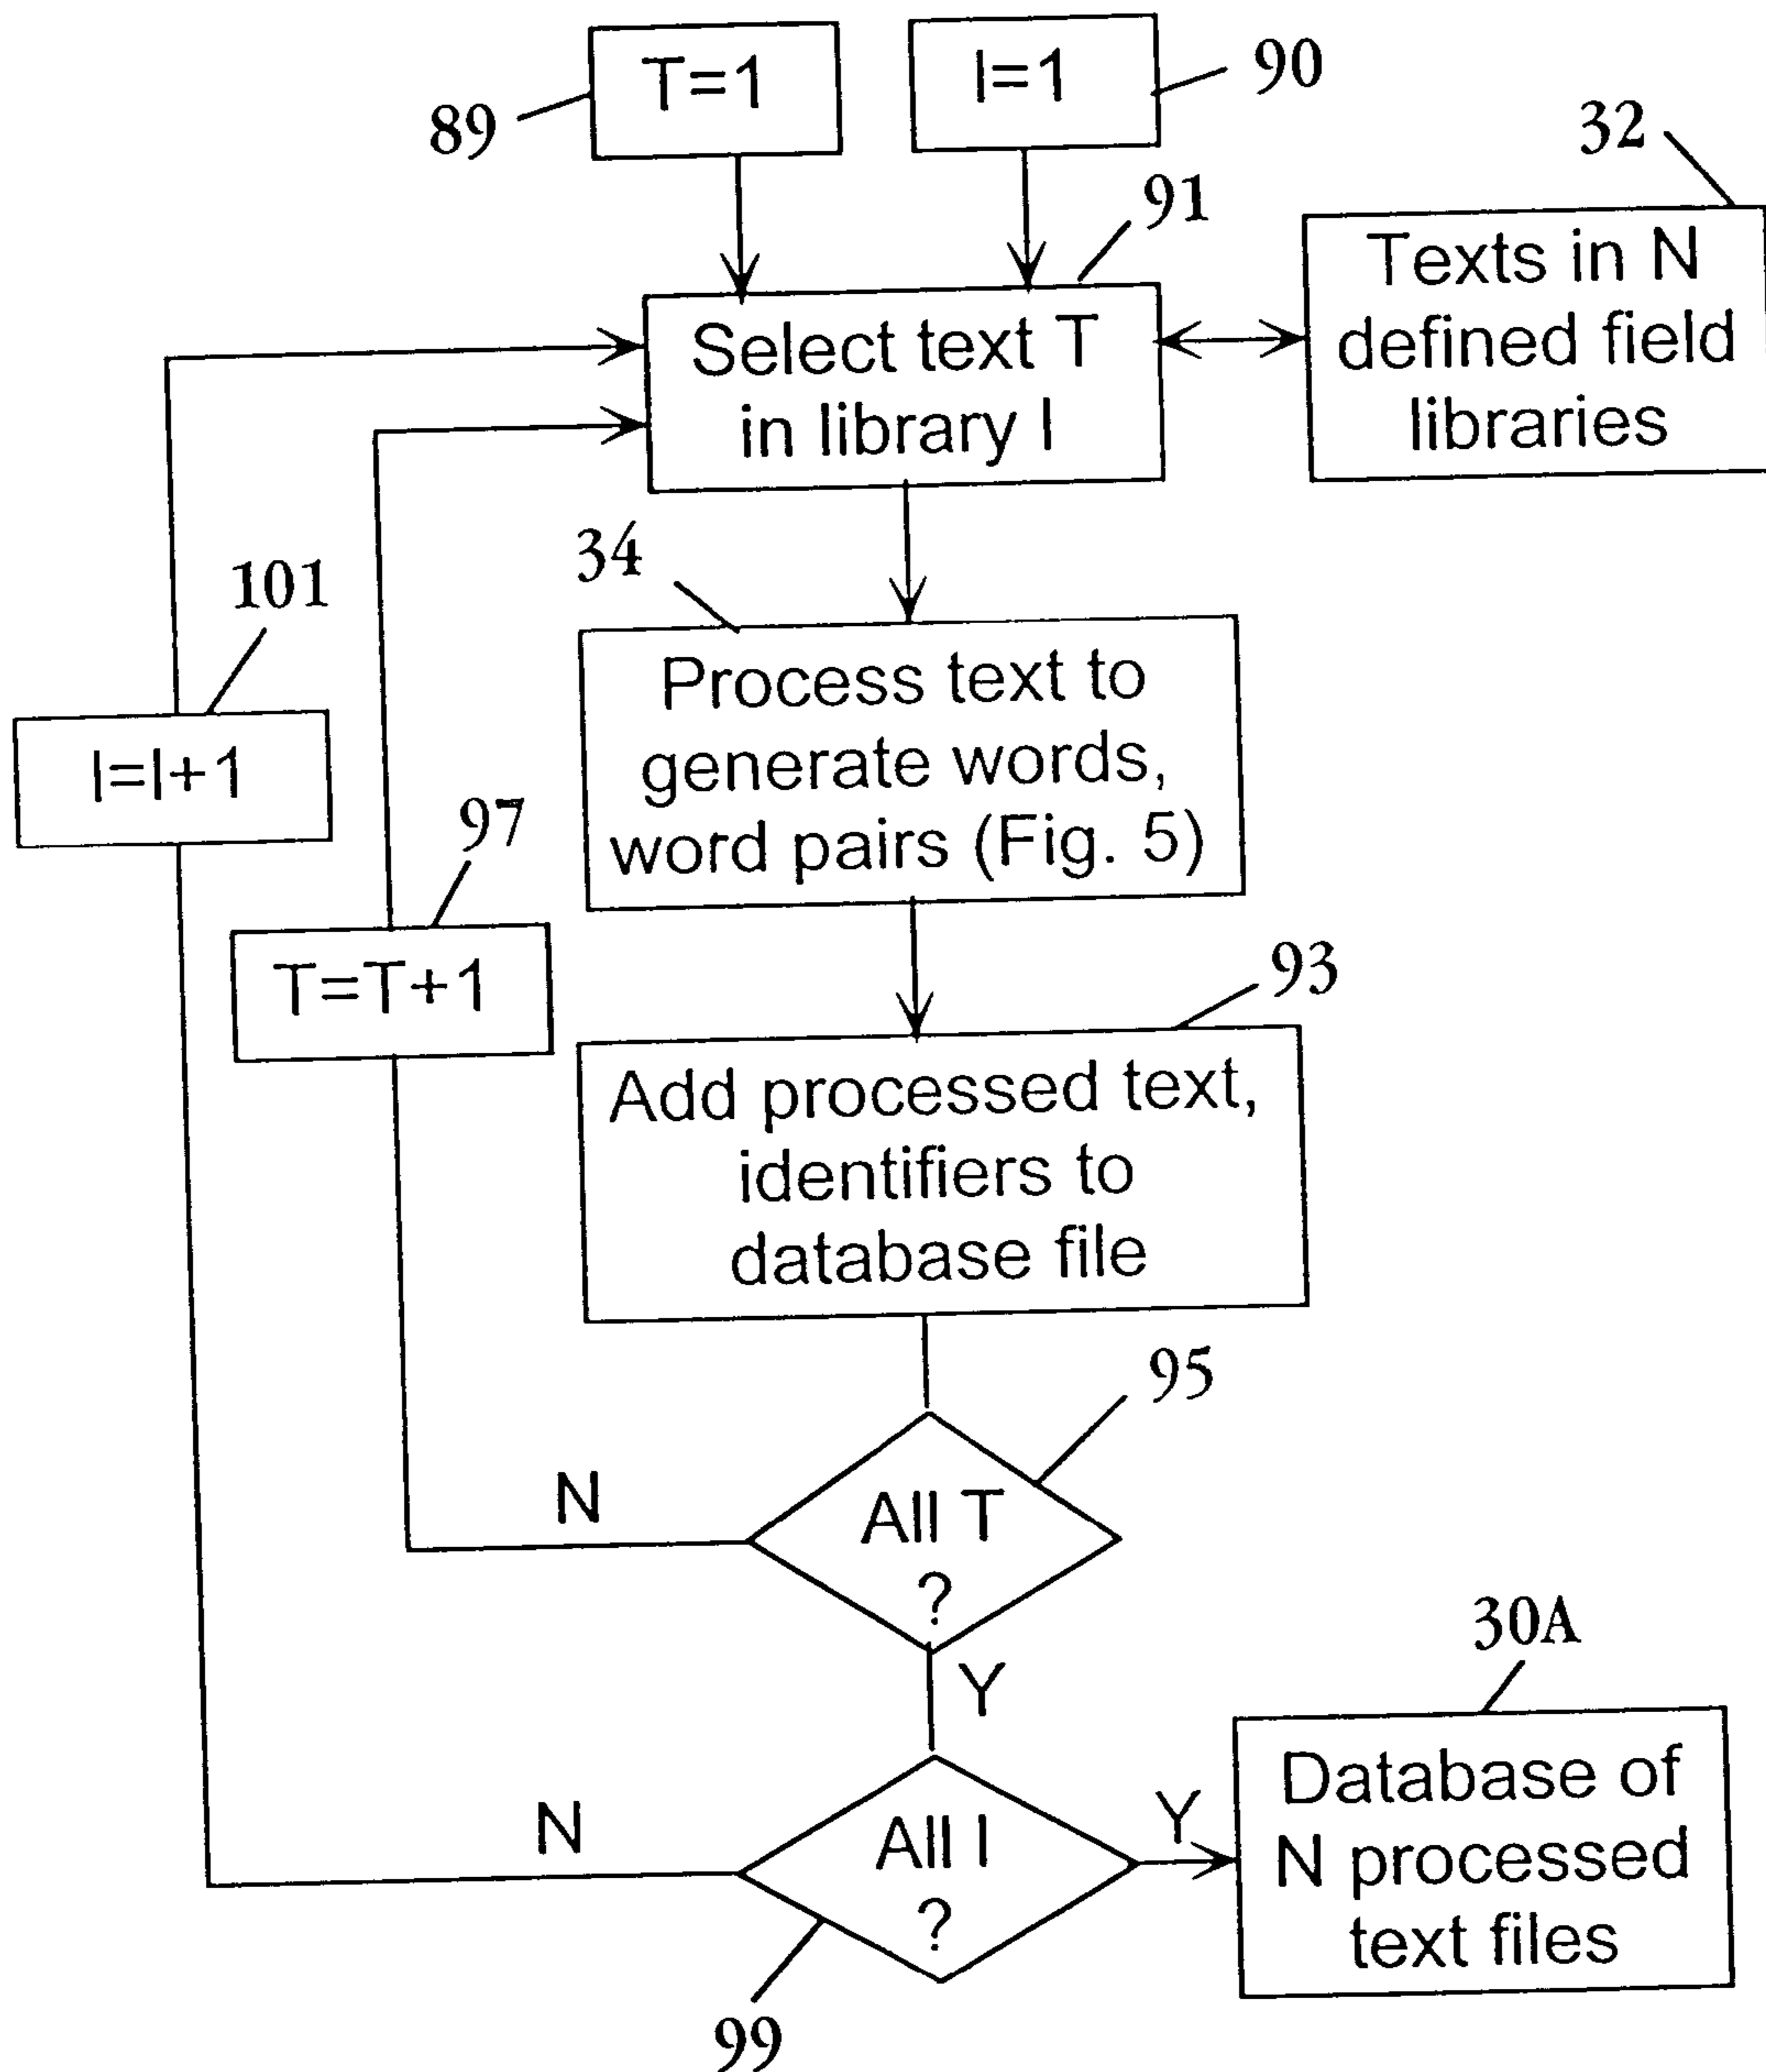 T=1
I=1
90
89
32
91
Texts in N
defined field
libraries
Select text T
in library I
34
101
Process text to
generate words,
word pairs (Fig. 5)
I=I+1
97
T=T+1
93
Add processed text,
identifiers to
database file
95
N
All T
?
30A
Y
Database of
N processed
text files
N
All I
?
Y
99